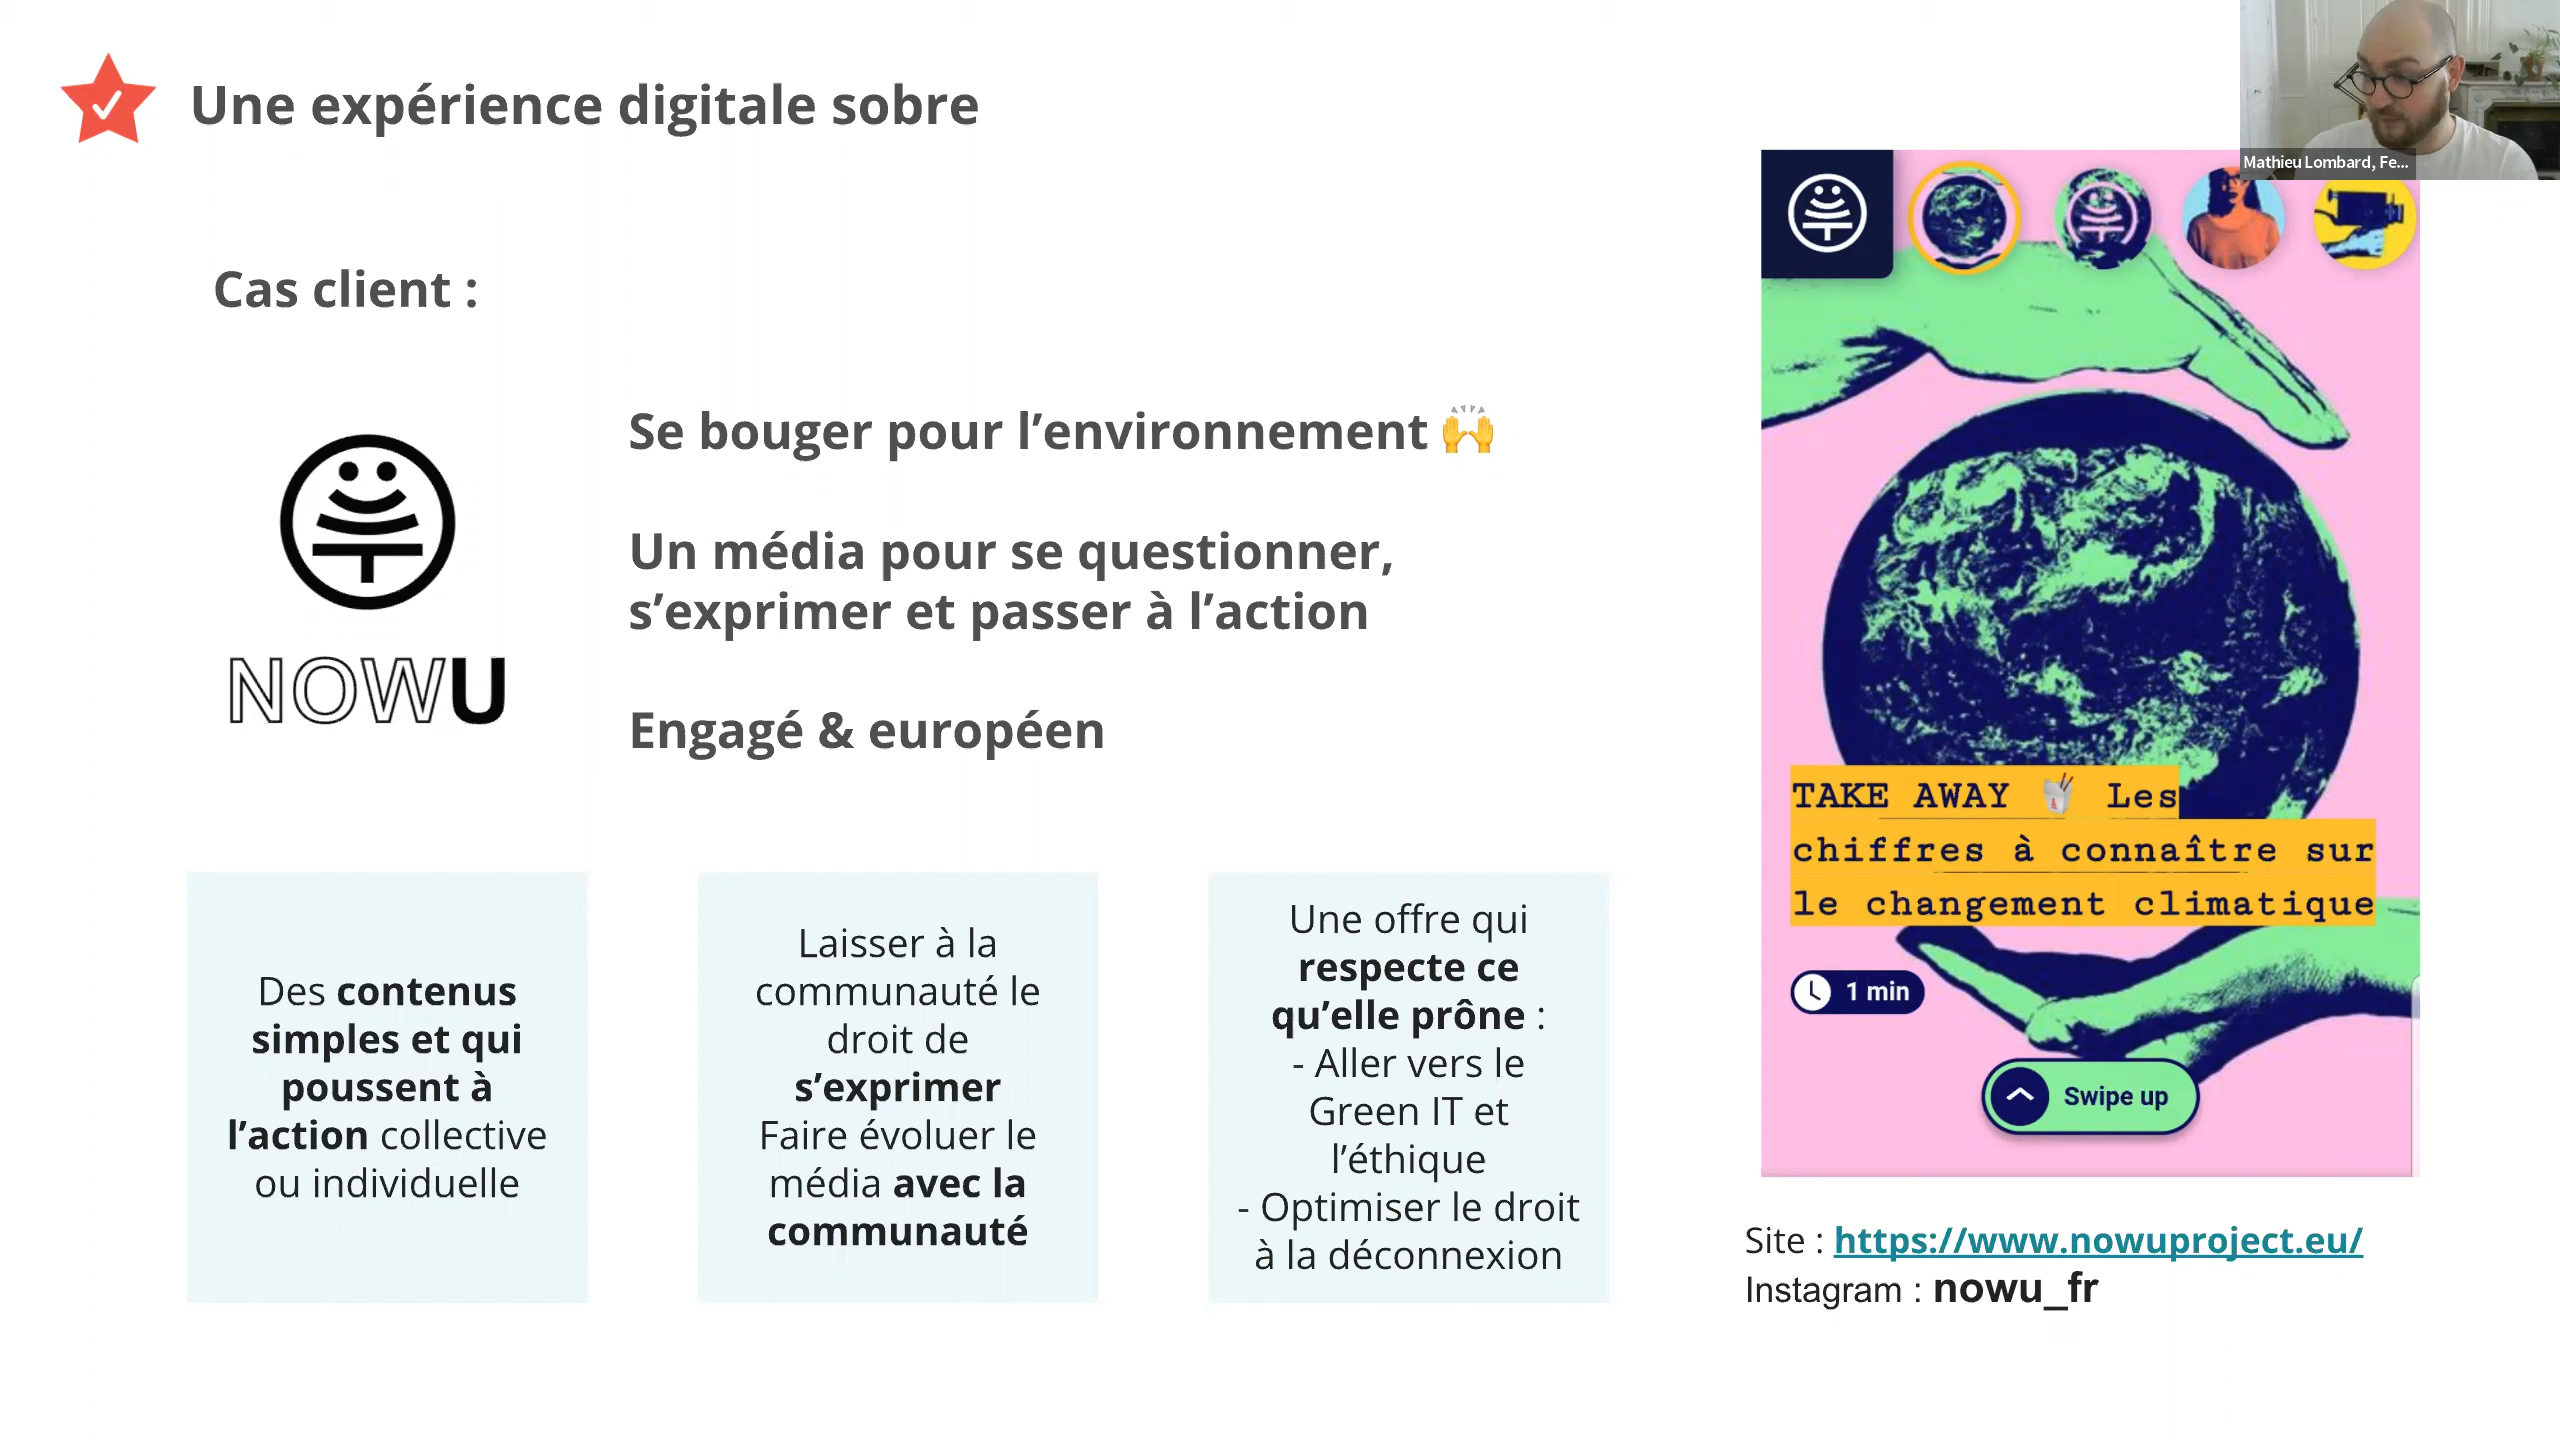 Une expérience digitale sobre
Mathieu Lombard, Fe...
Cas client :
NOWU
Se bouger pour l’environnement 🙌
Un média pour se questionner,
s’exprimer et passer à l’action
Engagé & européen
Des contenus
simples et qui
poussent à
l’action collective
ou individuelle
Laisser à la
communauté le
droit de
s’exprimer
Faire évoluer le
média avec la
communauté
Une offre qui
respecte ce
qu’elle prône :
- Aller vers le
Green IT et
l’éthique
- Optimiser le droit
à la déconnexion
TAKE AWAY 🥡 Les
chiffres à connaître sur
le changement climatique
1 min
Swipe up
Site : https://www.nowuproject.eu/
Instagram : nowu_fr